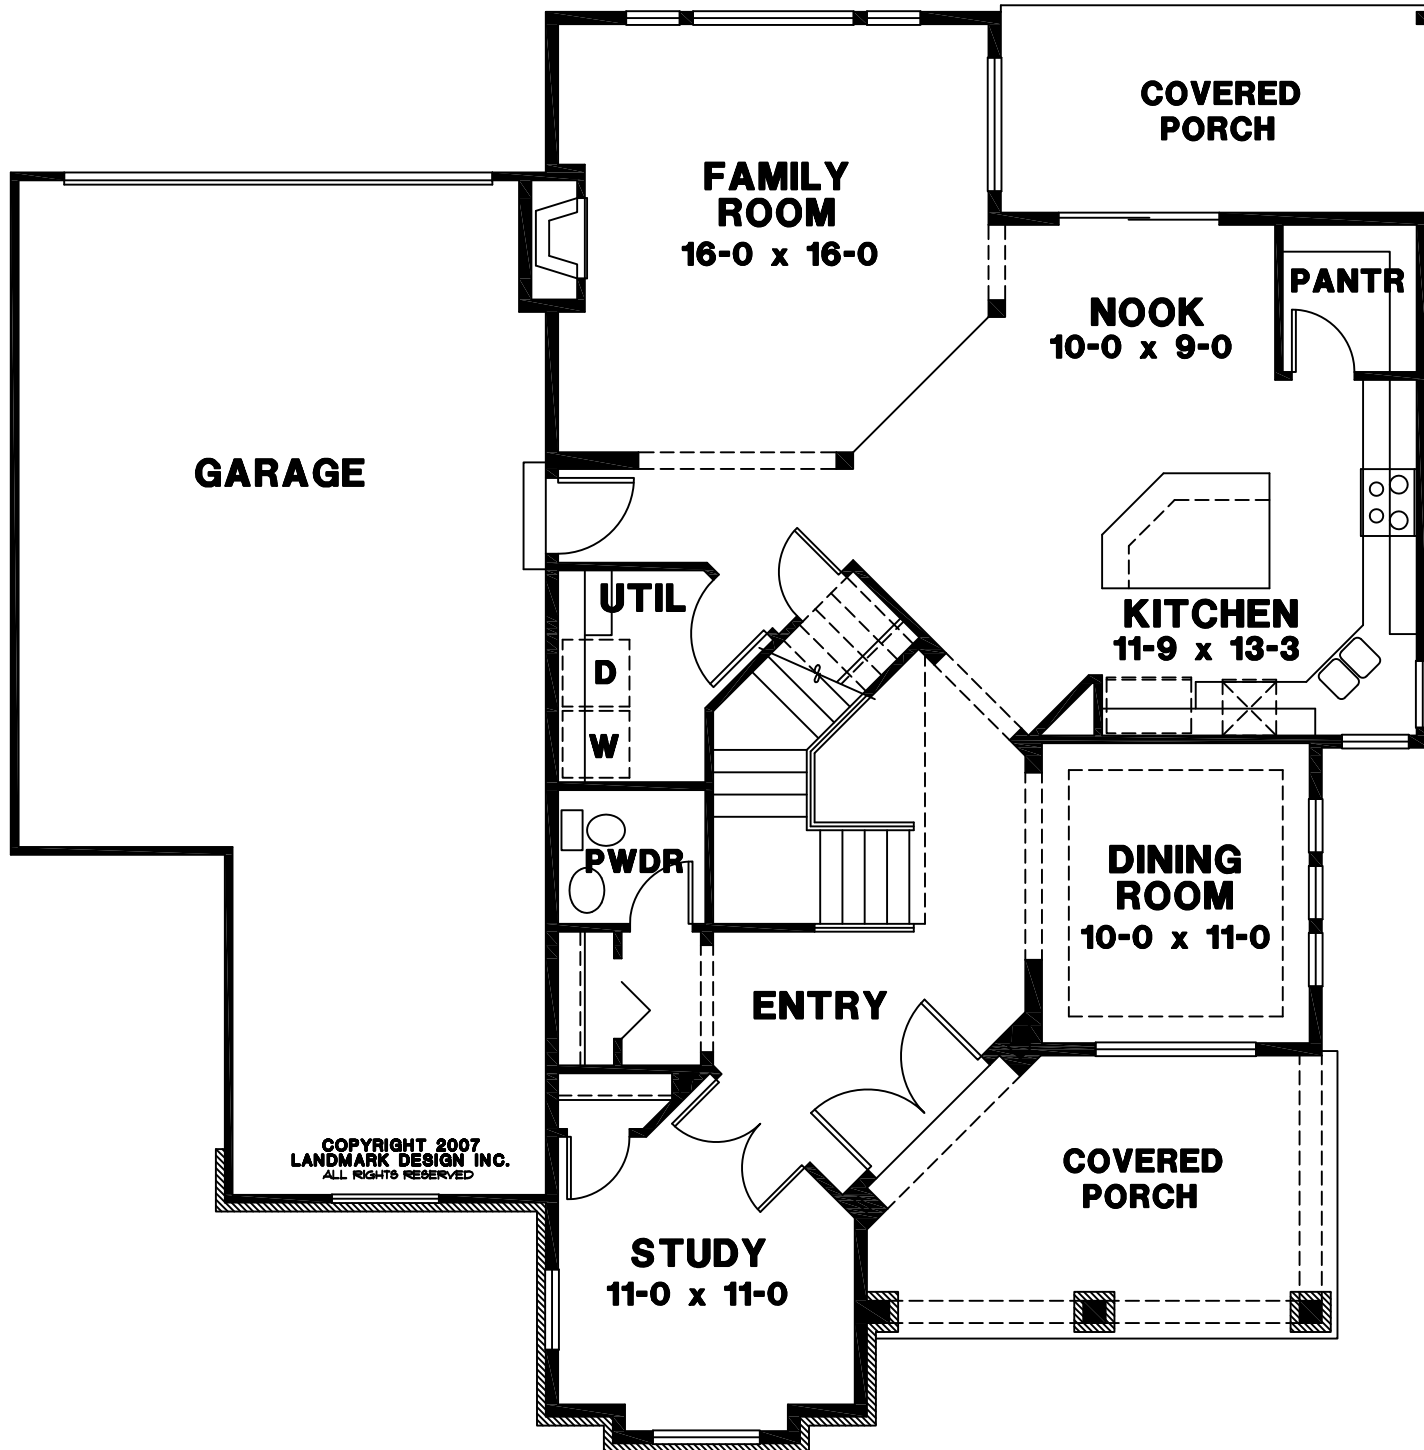 COVERED
PORCH
FAMILY
ROOM
16-0 x 16-0
PANTR
NOOK
10-0 x 9-0
GARAGE
UTIL
KITCHEN
11-9 x 13-3
D
W
PWDR
DINING
ROOM
10-0 x 11-0
ENTRY
COPYRIGHT 2007
LANDMARK DESIGN INC.
ALL RIGHTS RESERVED
COVERED
PORCH
STUDY
11-0 x 11-0